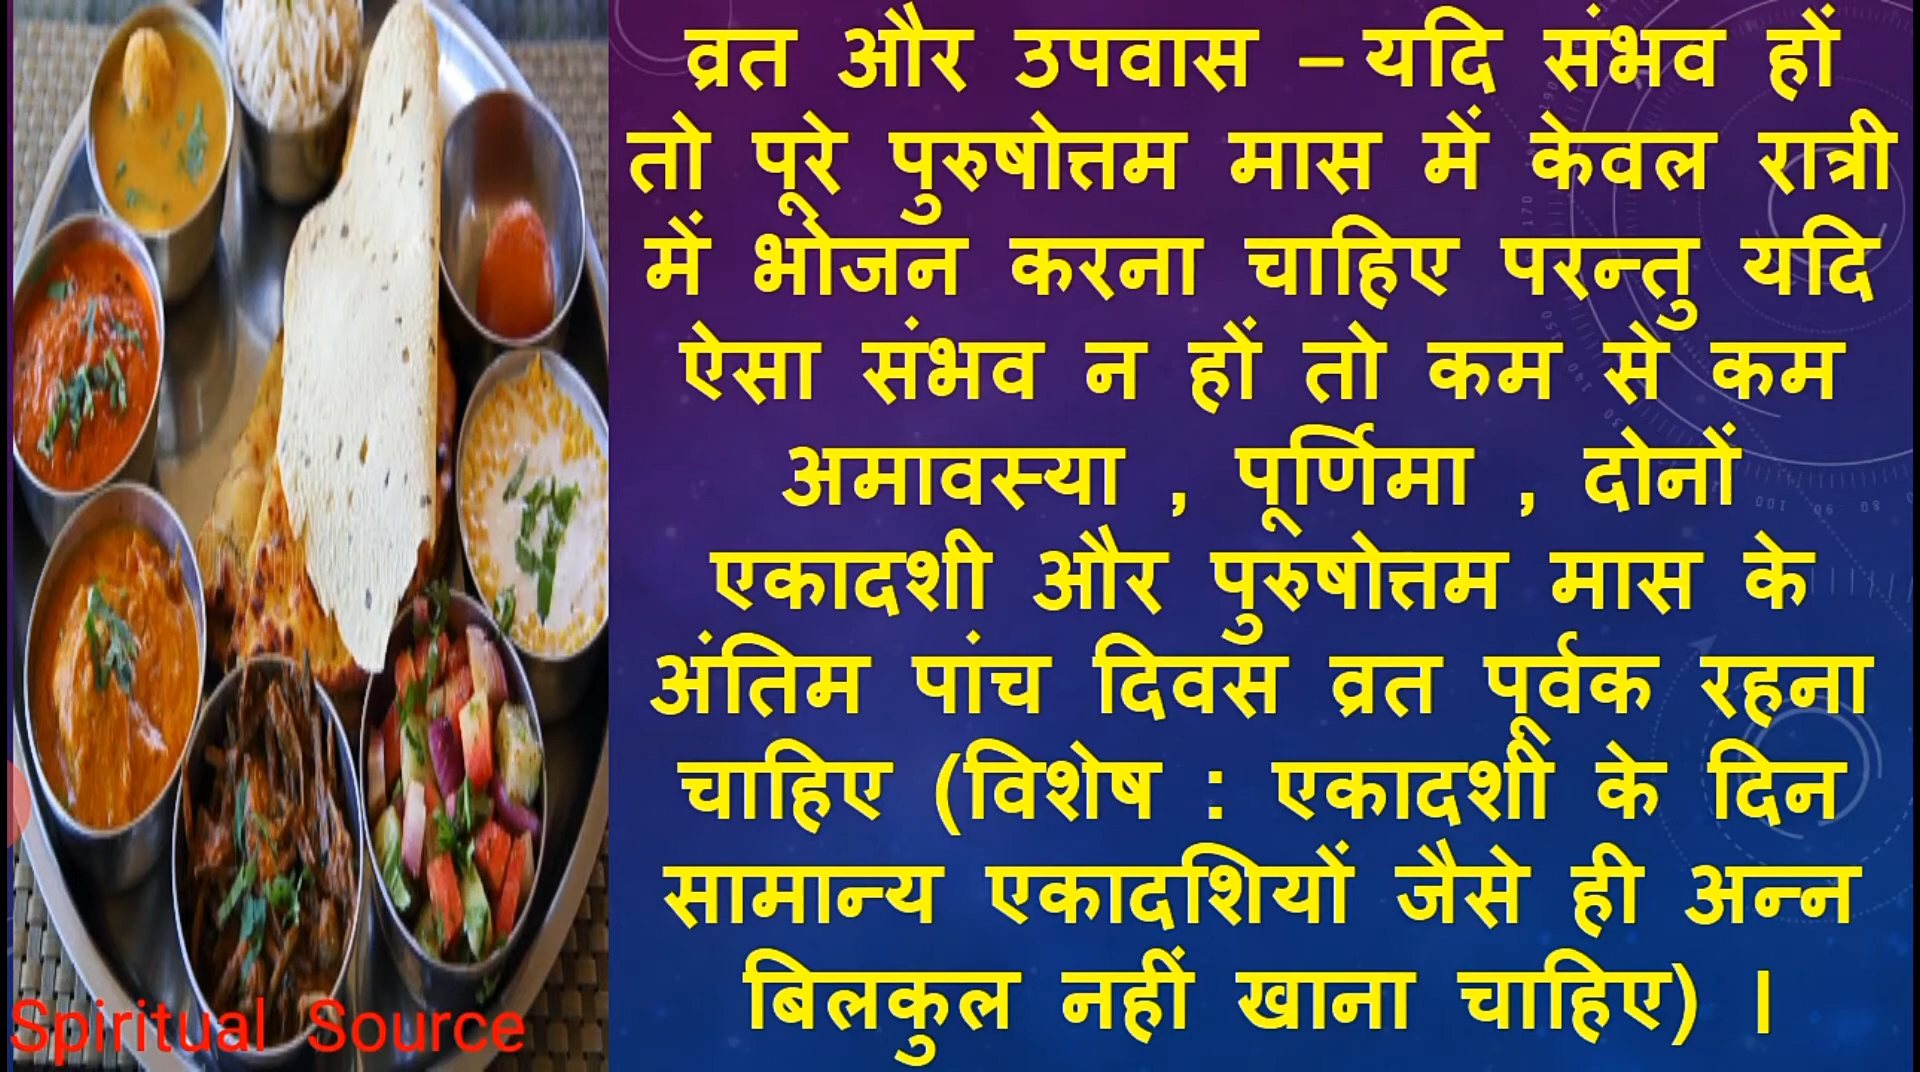 व्रत और उपवास – यदि संभव हों
तो पूरे पुरुषोत्तम मास में केवल रात्री
में भोजन करना चाहिए परन्तु यदि
ऐसा संभव न हों तो कम से कम
अमावस्या , पूर्णिमा , दोनों
एकादशी और पुरुषोत्तम मास के
अंतिम पांच दिवस व्रत पूर्वक रहना
चाहिए (विशेष : एकादशी के दिन
सामान्य एकादशियों जैसे ही अन्न
बिलकुल नहीं खाना चाहिए) ।
Spiritual Source